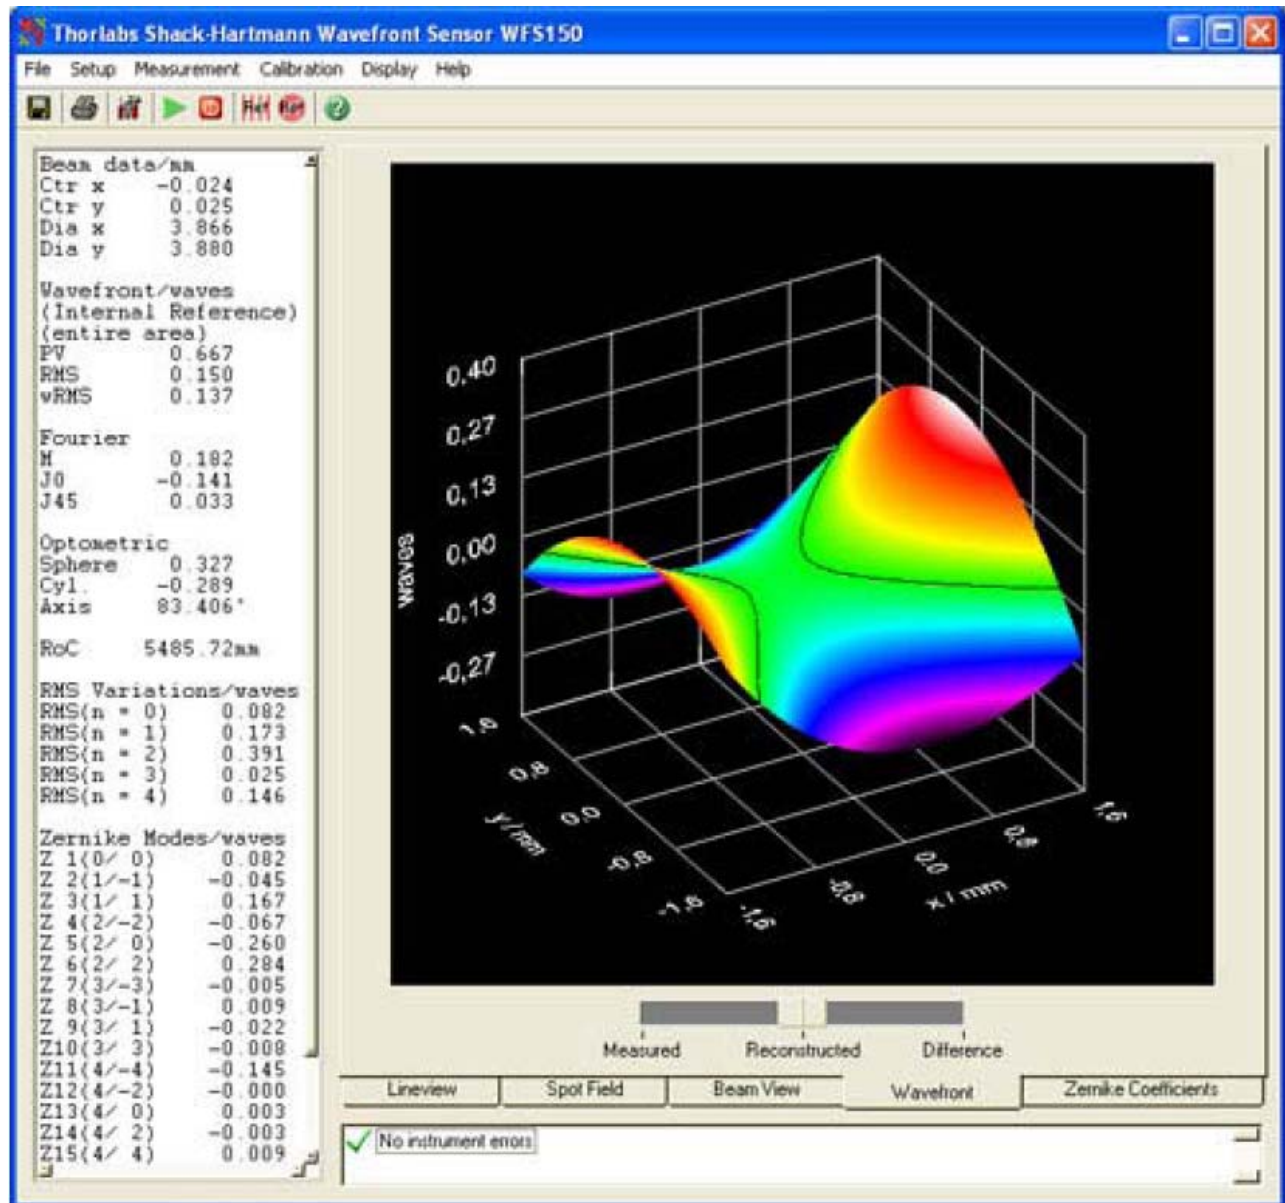 Thorlabs Shack-Hartmann Wavefront Sensor WFS150
File Setup Measurement Calibration Display Help
Beam data/mm
Ctr x -0.024
Ctr y 0.025
Dia x 3.866
Dia y 3.880
Wavefront/waves
(Internal Reference)
(entire area)
PV 0.667
RMS 0.150
wRMS 0.137
Fourier
M 0.182
J0 -0.141
J45 0.033
Optometric
Sphere 0.327
Cyl. -0.289
Axis 83.406°
RoC 5485.72mm
RMS Variations/waves
RMS(n = 0) 0.082
RMS(n = 1) 0.173
RMS(n = 2) 0.391
RMS(n = 3) 0.025
RMS(n = 4) 0.146
Zernike Modes/waves
Z 1(0/ 0) 0.082
Z 2(1/-1) -0.045
Z 3(1/ 1) 0.167
Z 4(2/-2) -0.067
Z 5(2/ 0) -0.260
Z 6(2/ 2) 0.284
Z 7(3/-3) -0.005
Z 8(3/-1) 0.009
Z 9(3/ 1) -0.022
Z10(3/ 3) -0.008
Z11(4/-4) -0.145
Z12(4/-2) -0.000
Z13(4/ 0) 0.003
Z14(4/ 2) -0.003
Z15(4/ 4) 0.009
0,40
0,27
0,13
0,00
-0,13
-0,27
waves
1,6
0,8
0,0
-0,8
-1,6
y / mm
-1,6
-0,8
0,0
0,8
1,6
x / mm
Measured Reconstructed Difference
Lineview Spot Field Beam View Wavefront Zernike Coefficients
No instrument errors